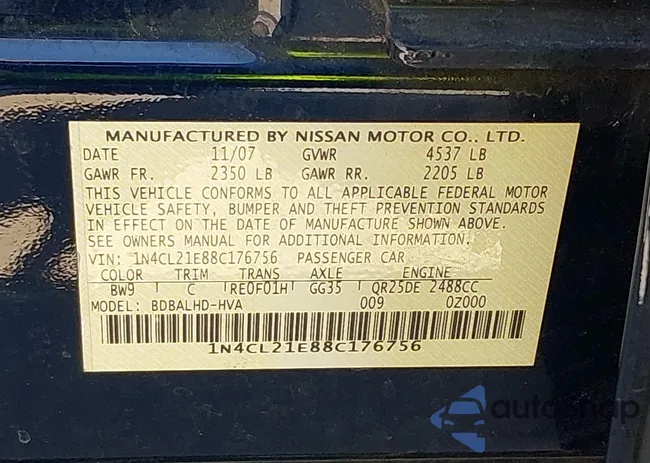 MANUFACTURED BY NISSAN MOTOR CO., LTD.
DATE 11/07 GVWR 4537 LB
GAWR FR. 2350 LB GAWR RR. 2205 LB
THIS VEHICLE CONFORMS TO ALL APPLICABLE FEDERAL MOTOR
VEHICLE SAFETY, BUMPER AND THEFT PREVENTION STANDARDS
IN EFFECT ON THE DATE OF MANUFACTURE SHOWN ABOVE.
SEE OWNERS MANUAL FOR ADDITIONAL INFORMATION.
VIN: 1N4CL21E88C176756 PASSENGER CAR
COLOR TRIM TRANS AXLE ENGINE
BW9 C RE0F01H GG35 QR25DE 2488CC
MODEL: BDBALHD-HVA 009 0Z000
1N4CL21E88C176756
autosnap